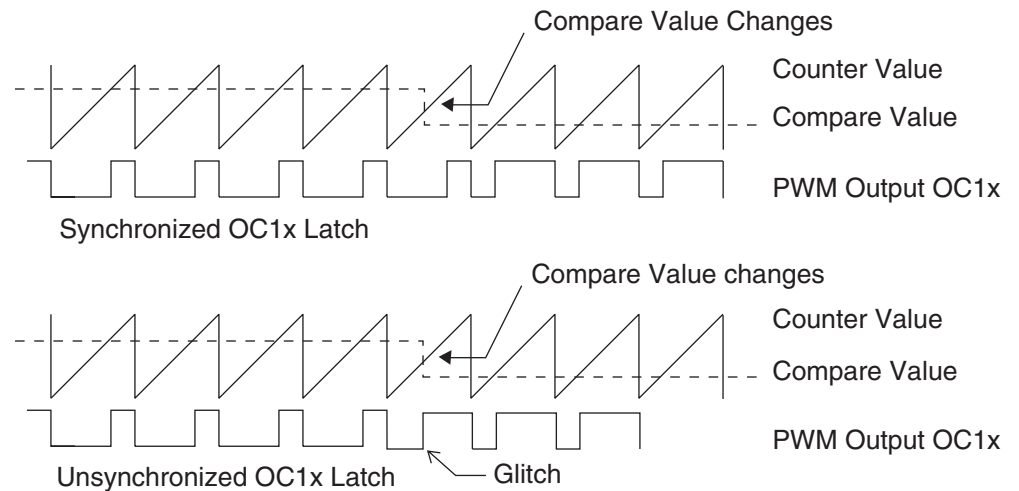 Compare Value Changes
Counter Value
Compare Value
PWM Output OC1x
Synchronized OC1x Latch
Compare Value changes
Counter Value
Compare Value
PWM Output OC1x
Unsynchronized OC1x Latch
Glitch